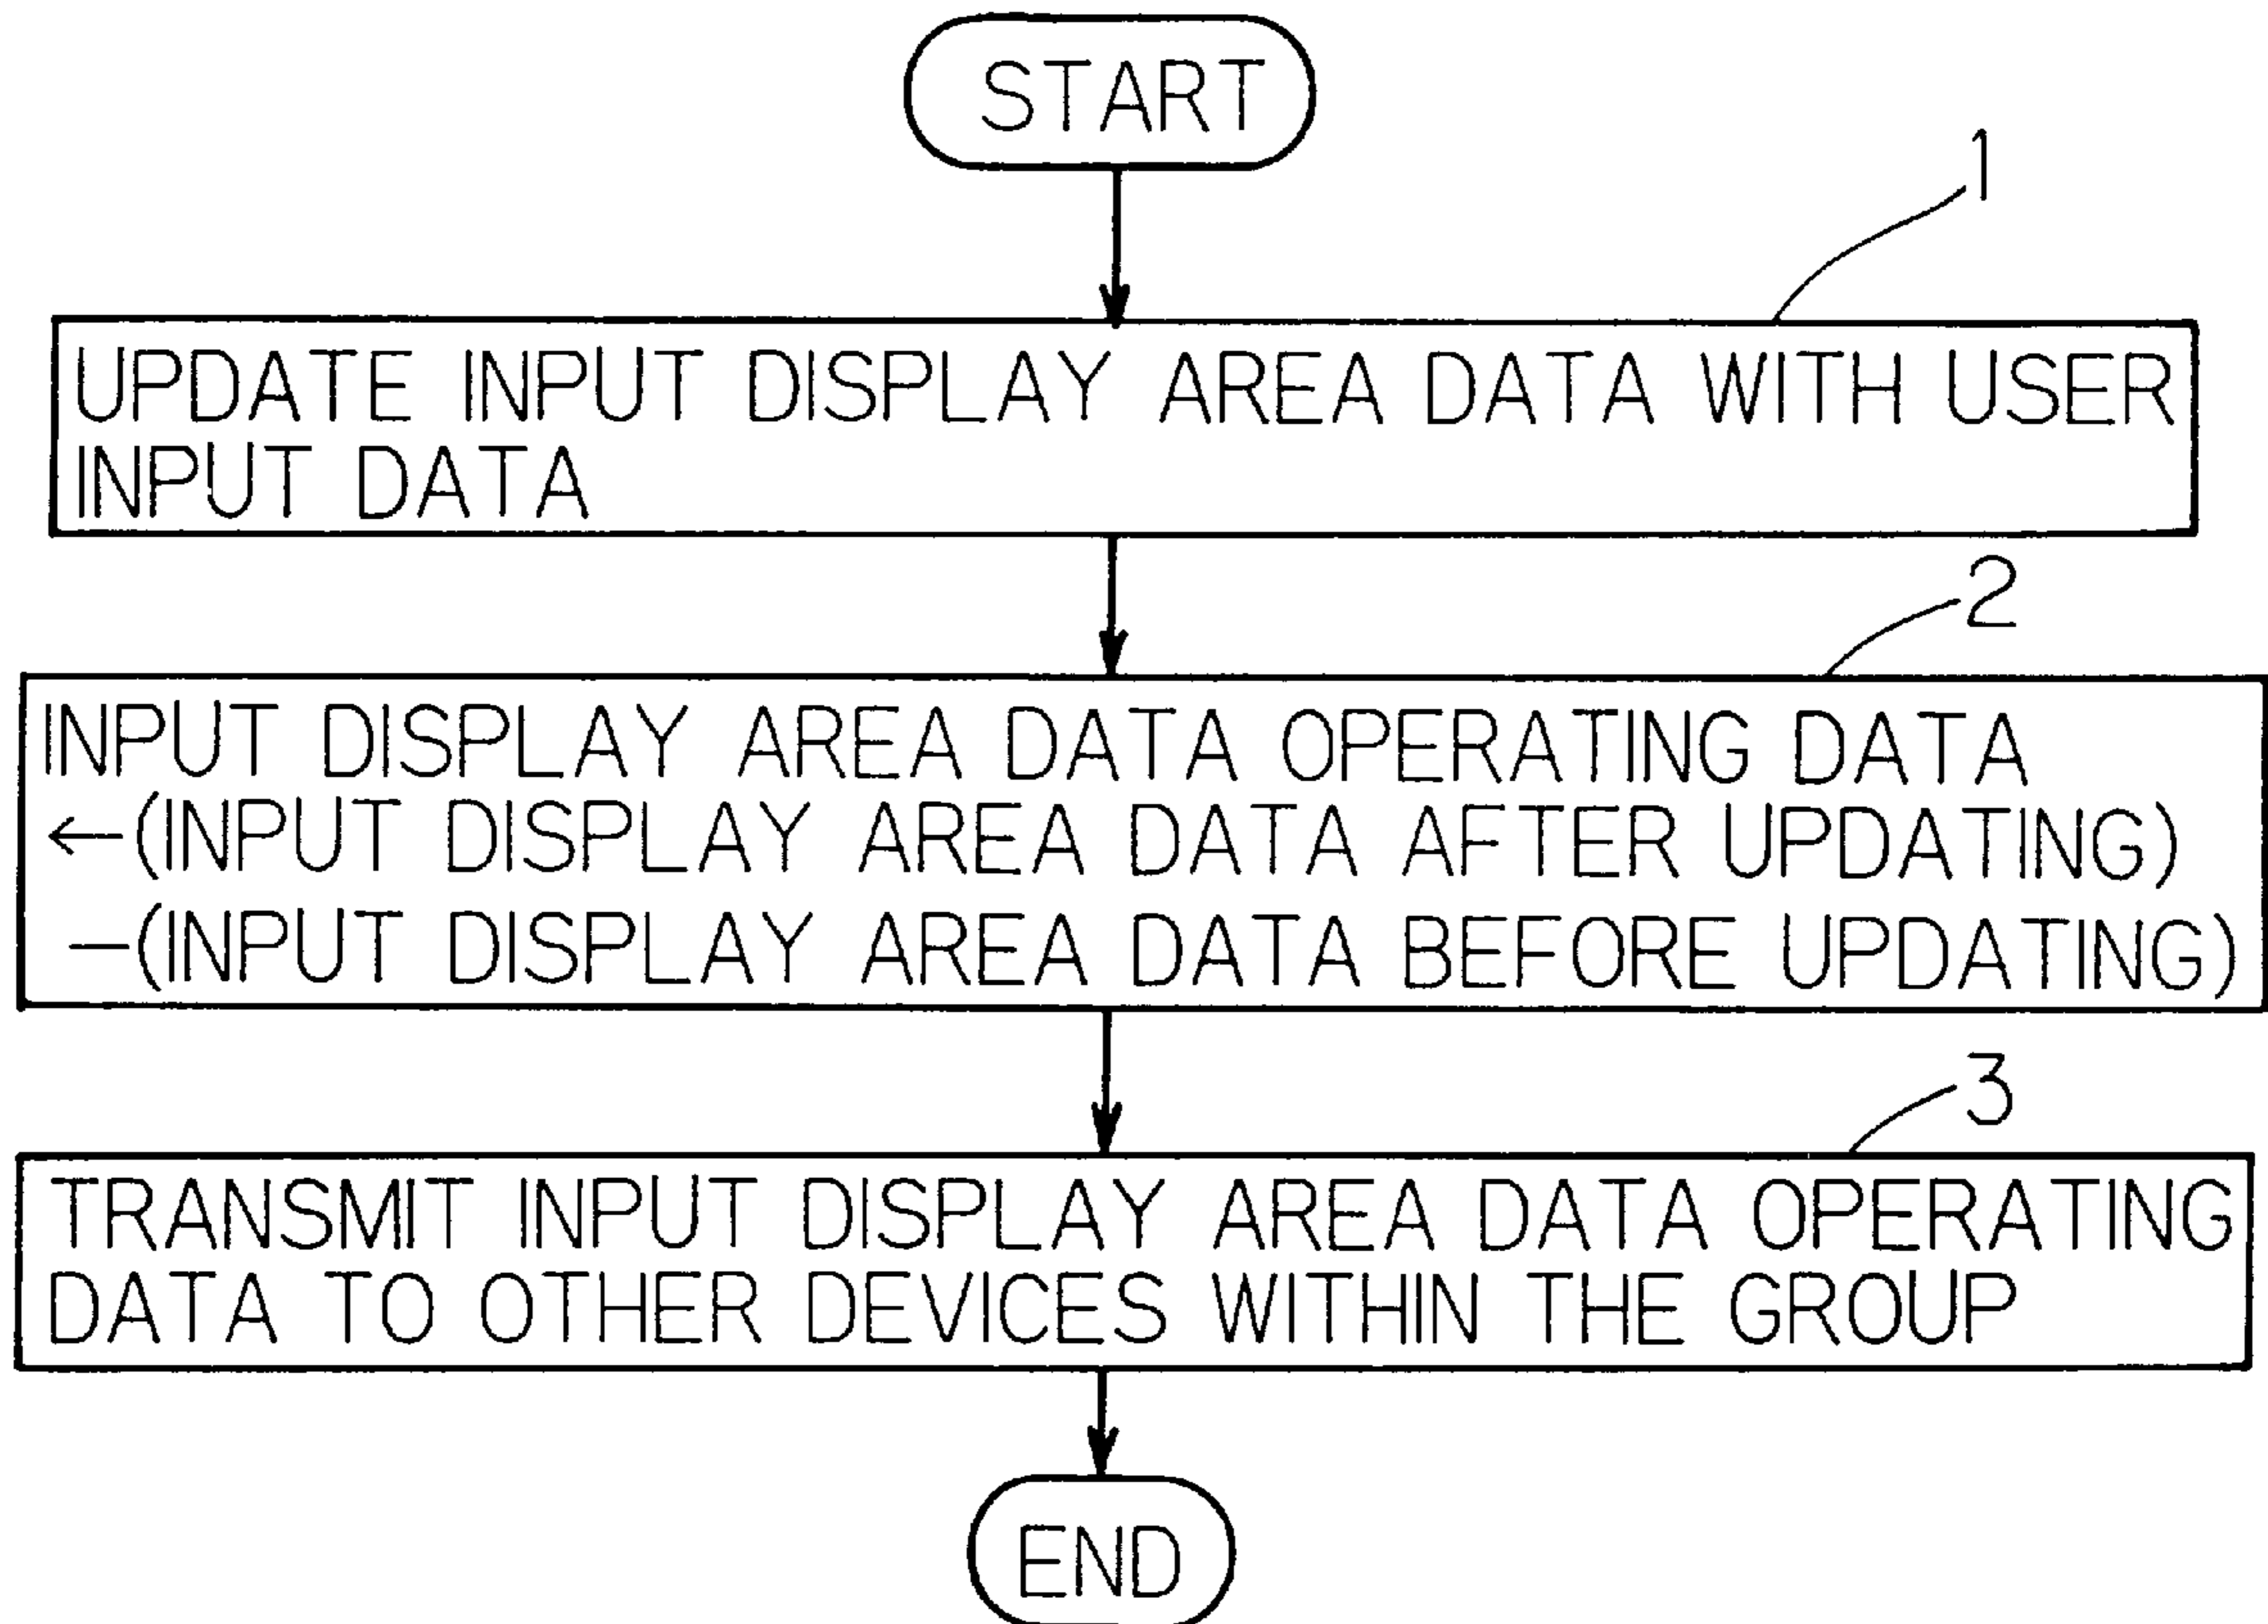 START
1
UPDATE INPUT DISPLAY AREA DATA WITH USER
INPUT DATA
2
INPUT DISPLAY AREA DATA OPERATING DATA
←(INPUT DISPLAY AREA DATA AFTER UPDATING)
—(INPUT DISPLAY AREA DATA BEFORE UPDATING)
3
TRANSMIT INPUT DISPLAY AREA DATA OPERATING
DATA TO OTHER DEVICES WITHIN THE GROUP
END